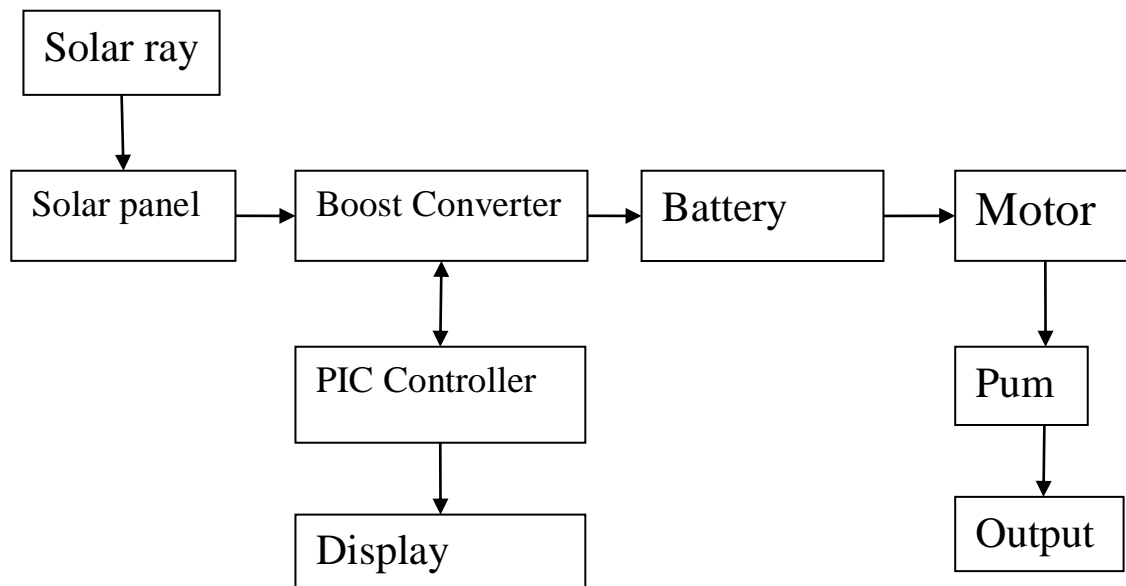 Solar ray
Solar panel
Boost Converter
Battery
Motor
PIC Controller
Pum
Display
Output